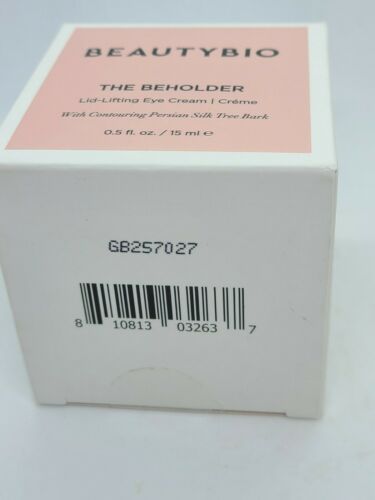 BEAUTYBIO
THE BEHOLDER
Lid-Lifting Eye Cream | Crème
With Contouring Persian Silk Tree Bark
0.5 fl. oz. / 15 ml ℮
GB257027
8 10813 03263 7